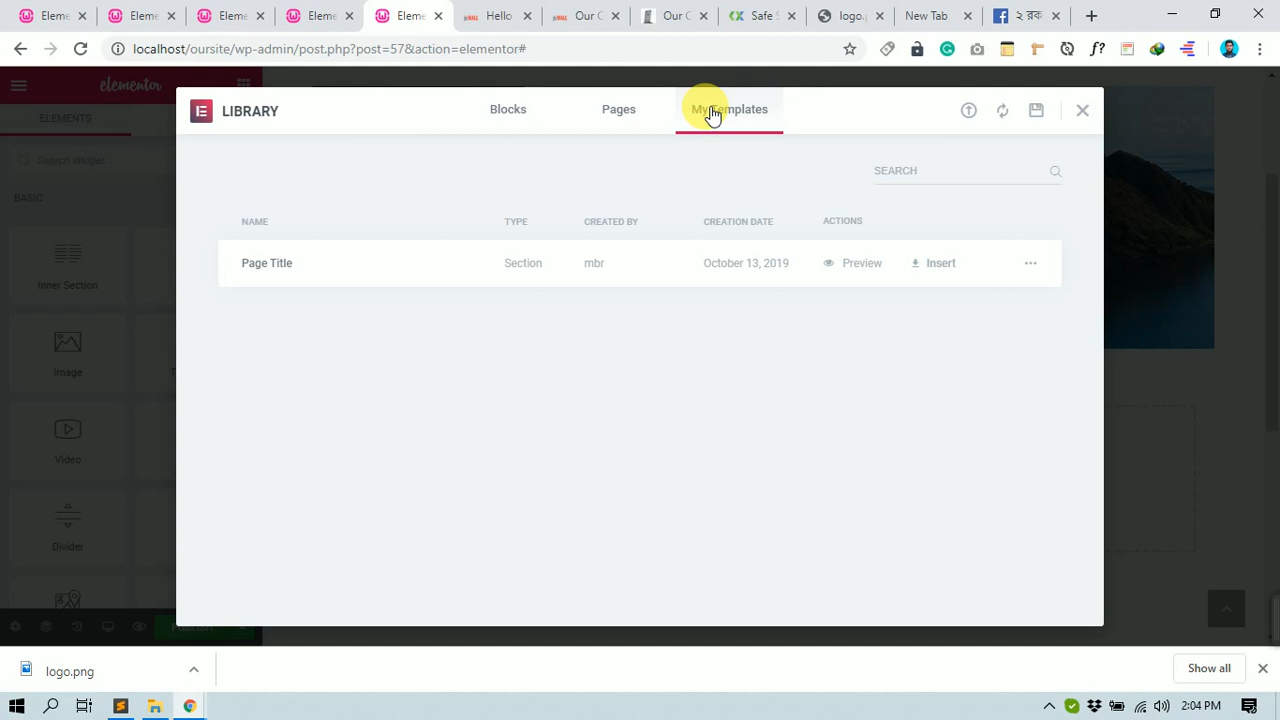 Eleme
Eleme
Eleme
Eleme
Eleme
Hello
Our C
Our C
Safe S
logo.p
New Tab
localhost/oursite/wp-admin/post.php?post=57&action=elementor#
elementor
ELEMENTS
Search Widget...
BASIC
Inner Section
Image
Video
Divider
LIBRARY
Blocks
Pages
My Templates
SEARCH
NAME
TYPE
CREATED BY
CREATION DATE
ACTIONS
Page Title
Section
mbr
October 13, 2019
Preview
Insert
logo.png
Show all
2:04 PM